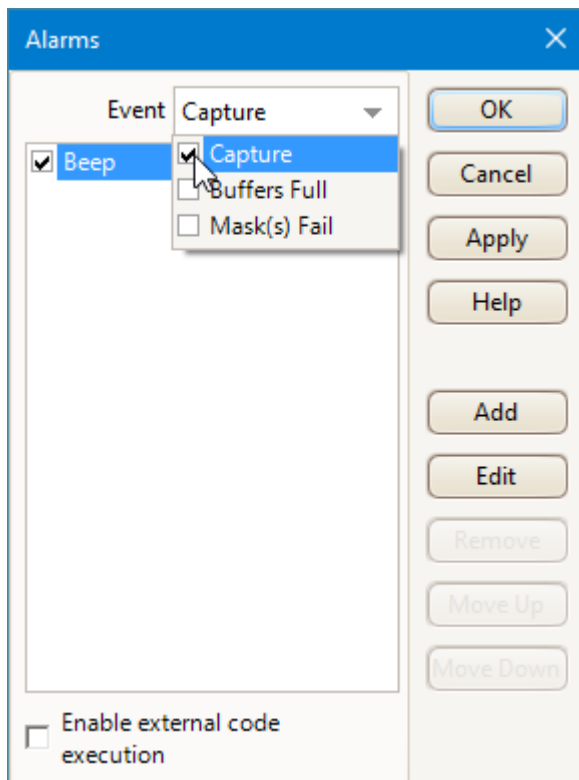 Alarms
Event Capture
Beep
Capture
Buffers Full
Mask(s) Fail
OK
Cancel
Apply
Help
Add
Edit
Remove
Move Up
Move Down
Enable external code
execution